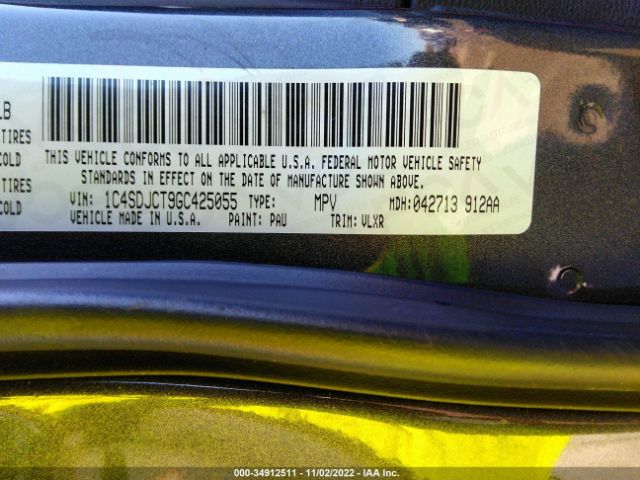 LB
TIRES
COLD
TIRES
COLD
THIS VEHICLE CONFORMS TO ALL APPLICABLE U.S.A. FEDERAL MOTOR VEHICLE SAFETY
STANDARDS IN EFFECT ON THE DATE OF MANUFACTURE SHOWN ABOVE.
VIN: 1C4SDJCT9GC425055 TYPE: MPV MDH:042713 912AA
VEHICLE MADE IN U.S.A. PAINT: PAU TRIM: VLXR
000-34912511 - 11/02/2022 - IAA Inc.